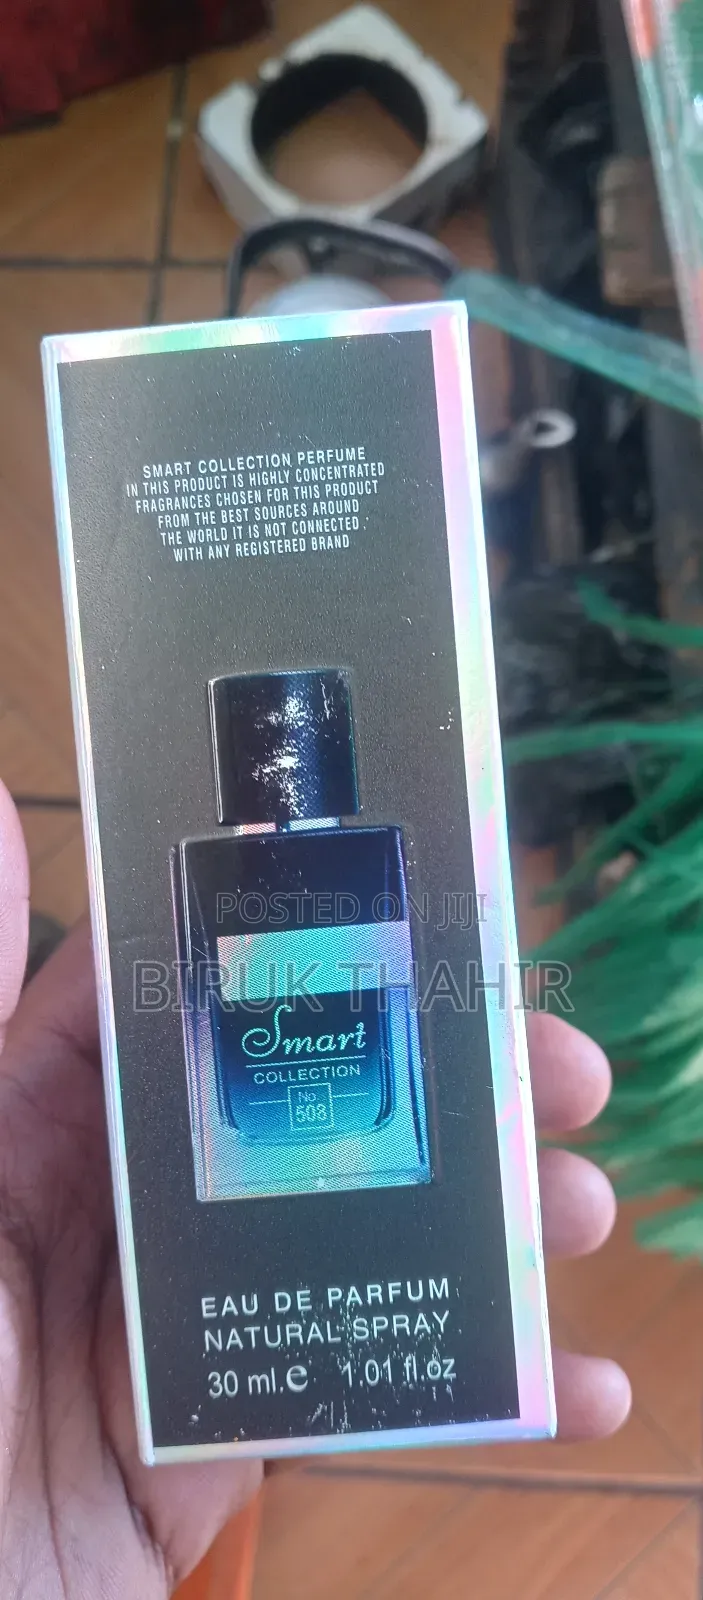 SMART COLLECTION PERFUME
IN THIS PRODUCT IS HIGHLY CONCENTRATED
FRAGRANCES CHOSEN FOR THIS PRODUCT
FROM THE BEST SOURCES AROUND
THE WORLD IT IS NOT CONNECTED.
WITH ANY REGISTERED BRAND
POSTED ON JIJI
BIRUK THAHIR
Smart
COLLECTION
No
508
EAU DE PARFUM
NATURAL SPRAY
30 ml.e 1.01 fl.oz